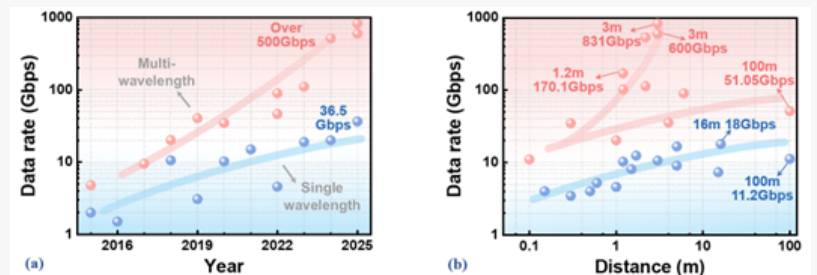 1000
100
10
1
Data rate (Gbps)
Over
500Gbps
Multi-
wavelength
36.5
Gbps
Single
wavelength
2016
2019
2022
2025
Year
(a)
1000
100
10
1
Data rate (Gbps)
3m
831Gbps
3m
600Gbps
1.2m
170.1Gbps
100m
51.05Gbps
16m 18Gbps
100m
11.2Gbps
0.1
1
10
100
Distance (m)
(b)